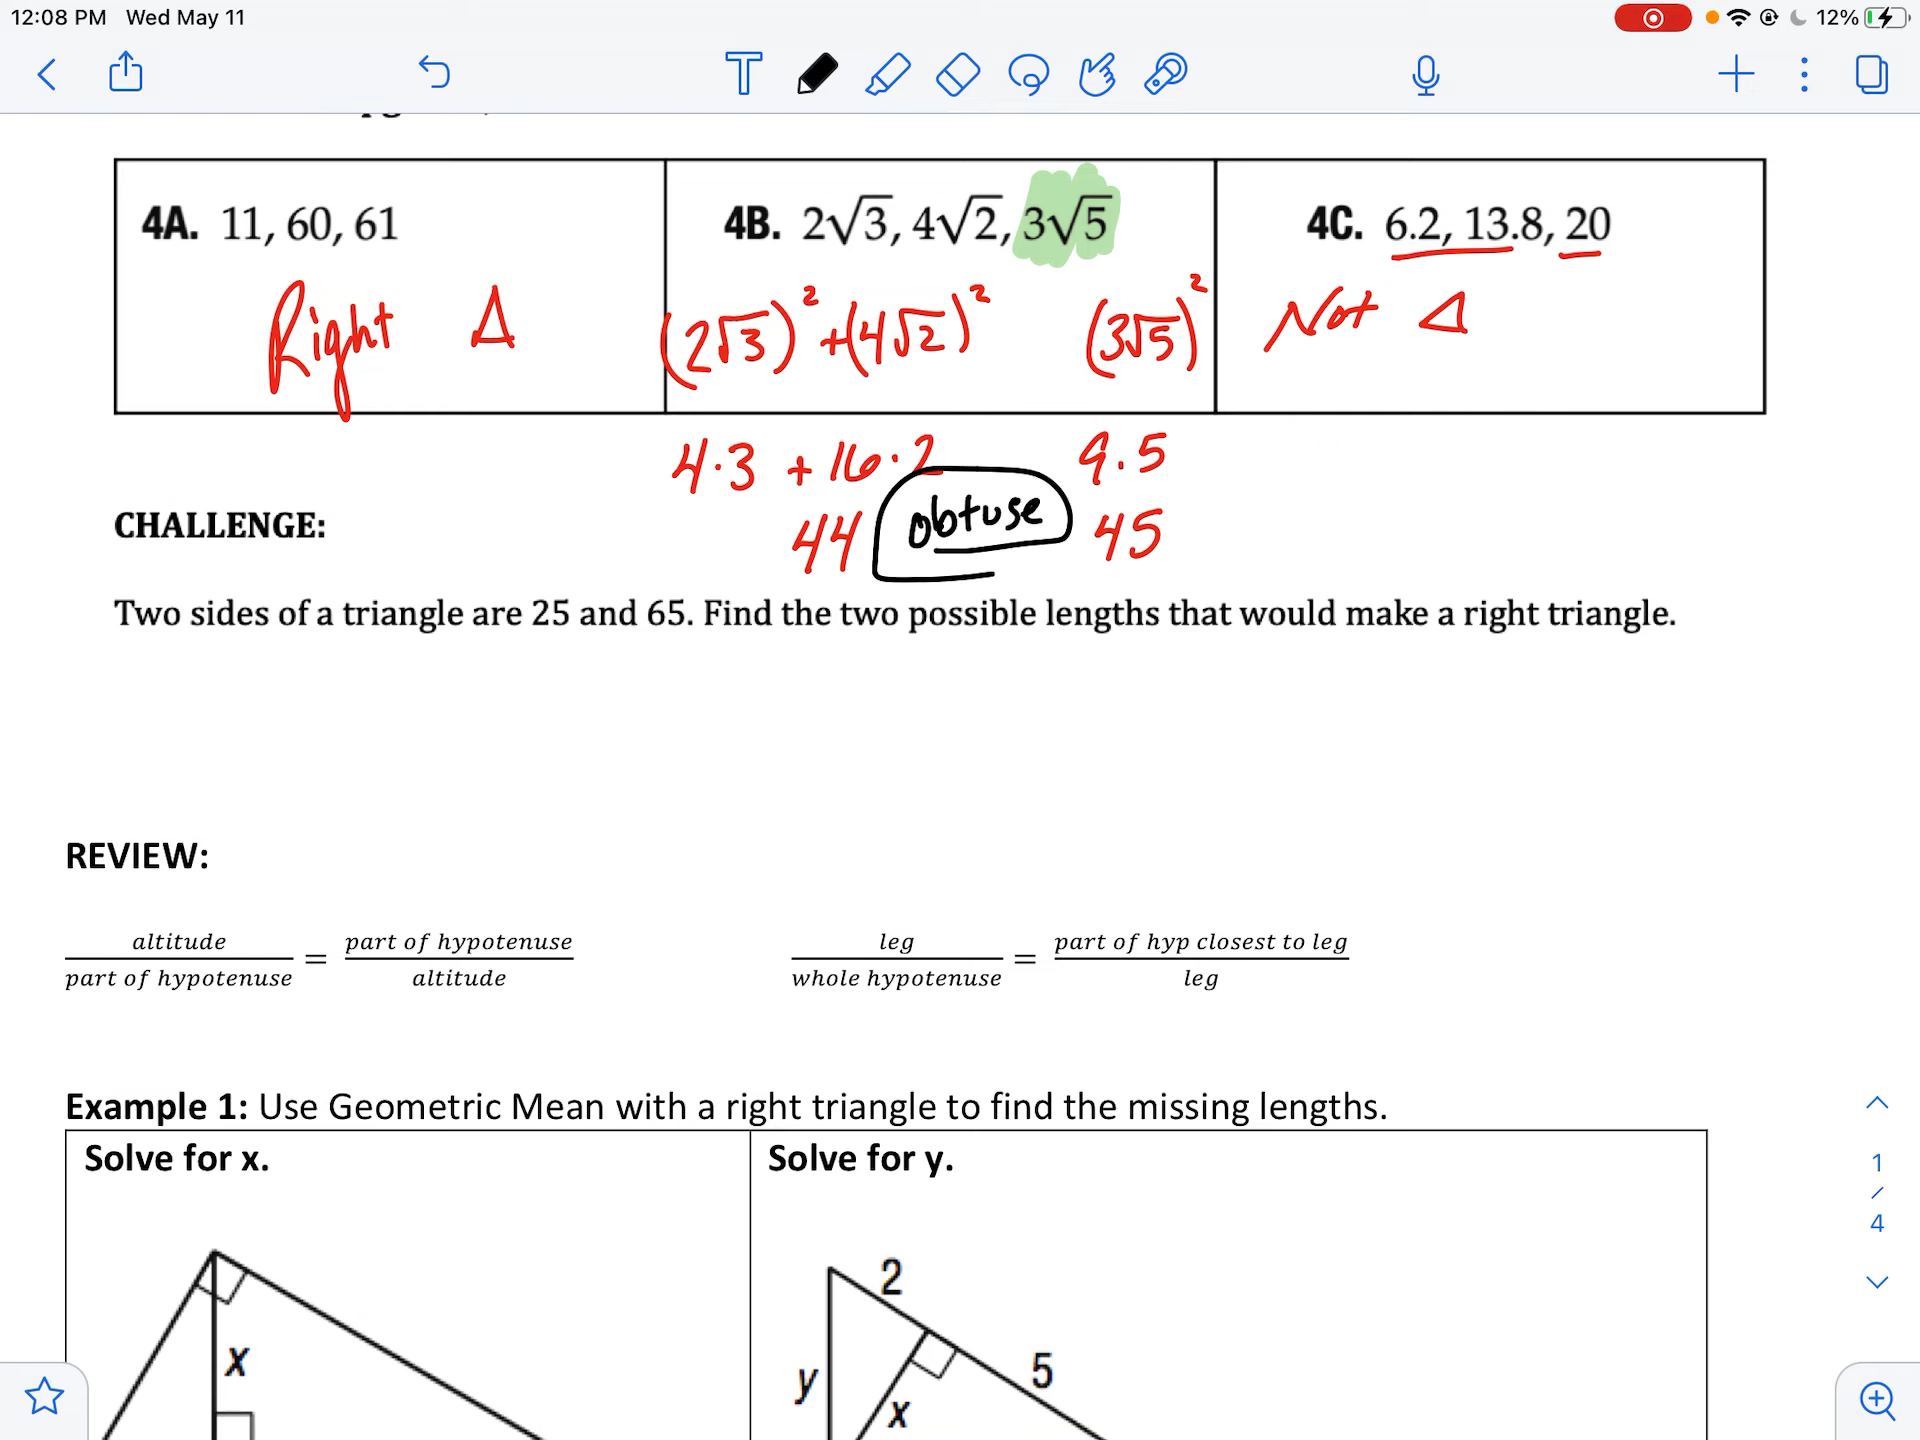 12:08 PM Wed May 11 12%
T
4A. 11, 60, 61 4B. 2√3, 4√2, 3√5 4C. 6.2, 13.8, 20
Right Δ (2√3)² + (4√2)² (3√5)² Not Δ
4·3 + 16·2 9·5
CHALLENGE: 44 obtuse 45
Two sides of a triangle are 25 and 65. Find the two possible lengths that would make a right triangle.
REVIEW:
altitude / part of hypotenuse = part of hypotenuse / altitude leg / whole hypotenuse = part of hyp closest to leg / leg
Example 1: Use Geometric Mean with a right triangle to find the missing lengths.
Solve for x. Solve for y.
1
/
4
2
x y 5
x